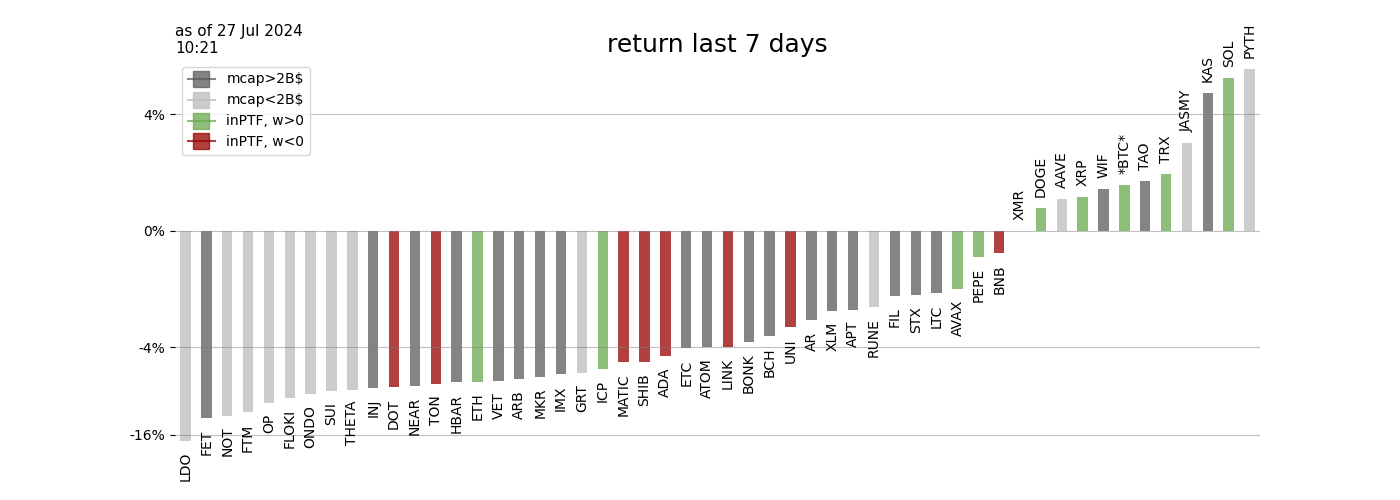 as of 27 Jul 2024
10:21
return last 7 days
mcap>2B$
mcap<2B$
inPTF, w>0
inPTF, w<0
4%
0%
-4%
-16%
LDO
FET
NOT
FTM
OP
FLOKI
ONDO
SUI
THETA
INJ
DOT
NEAR
TON
HBAR
ETH
VET
ARB
MKR
IMX
GRT
ICP
MATIC
SHIB
ADA
ETC
ATOM
LINK
BONK
BCH
UNI
AR
XLM
APT
RUNE
FIL
STX
LTC
AVAX
PEPE
BNB
XMR
DOGE
AAVE
XRP
WIF
*BTC*
TAO
TRX
JASMY
KAS
SOL
PYTH